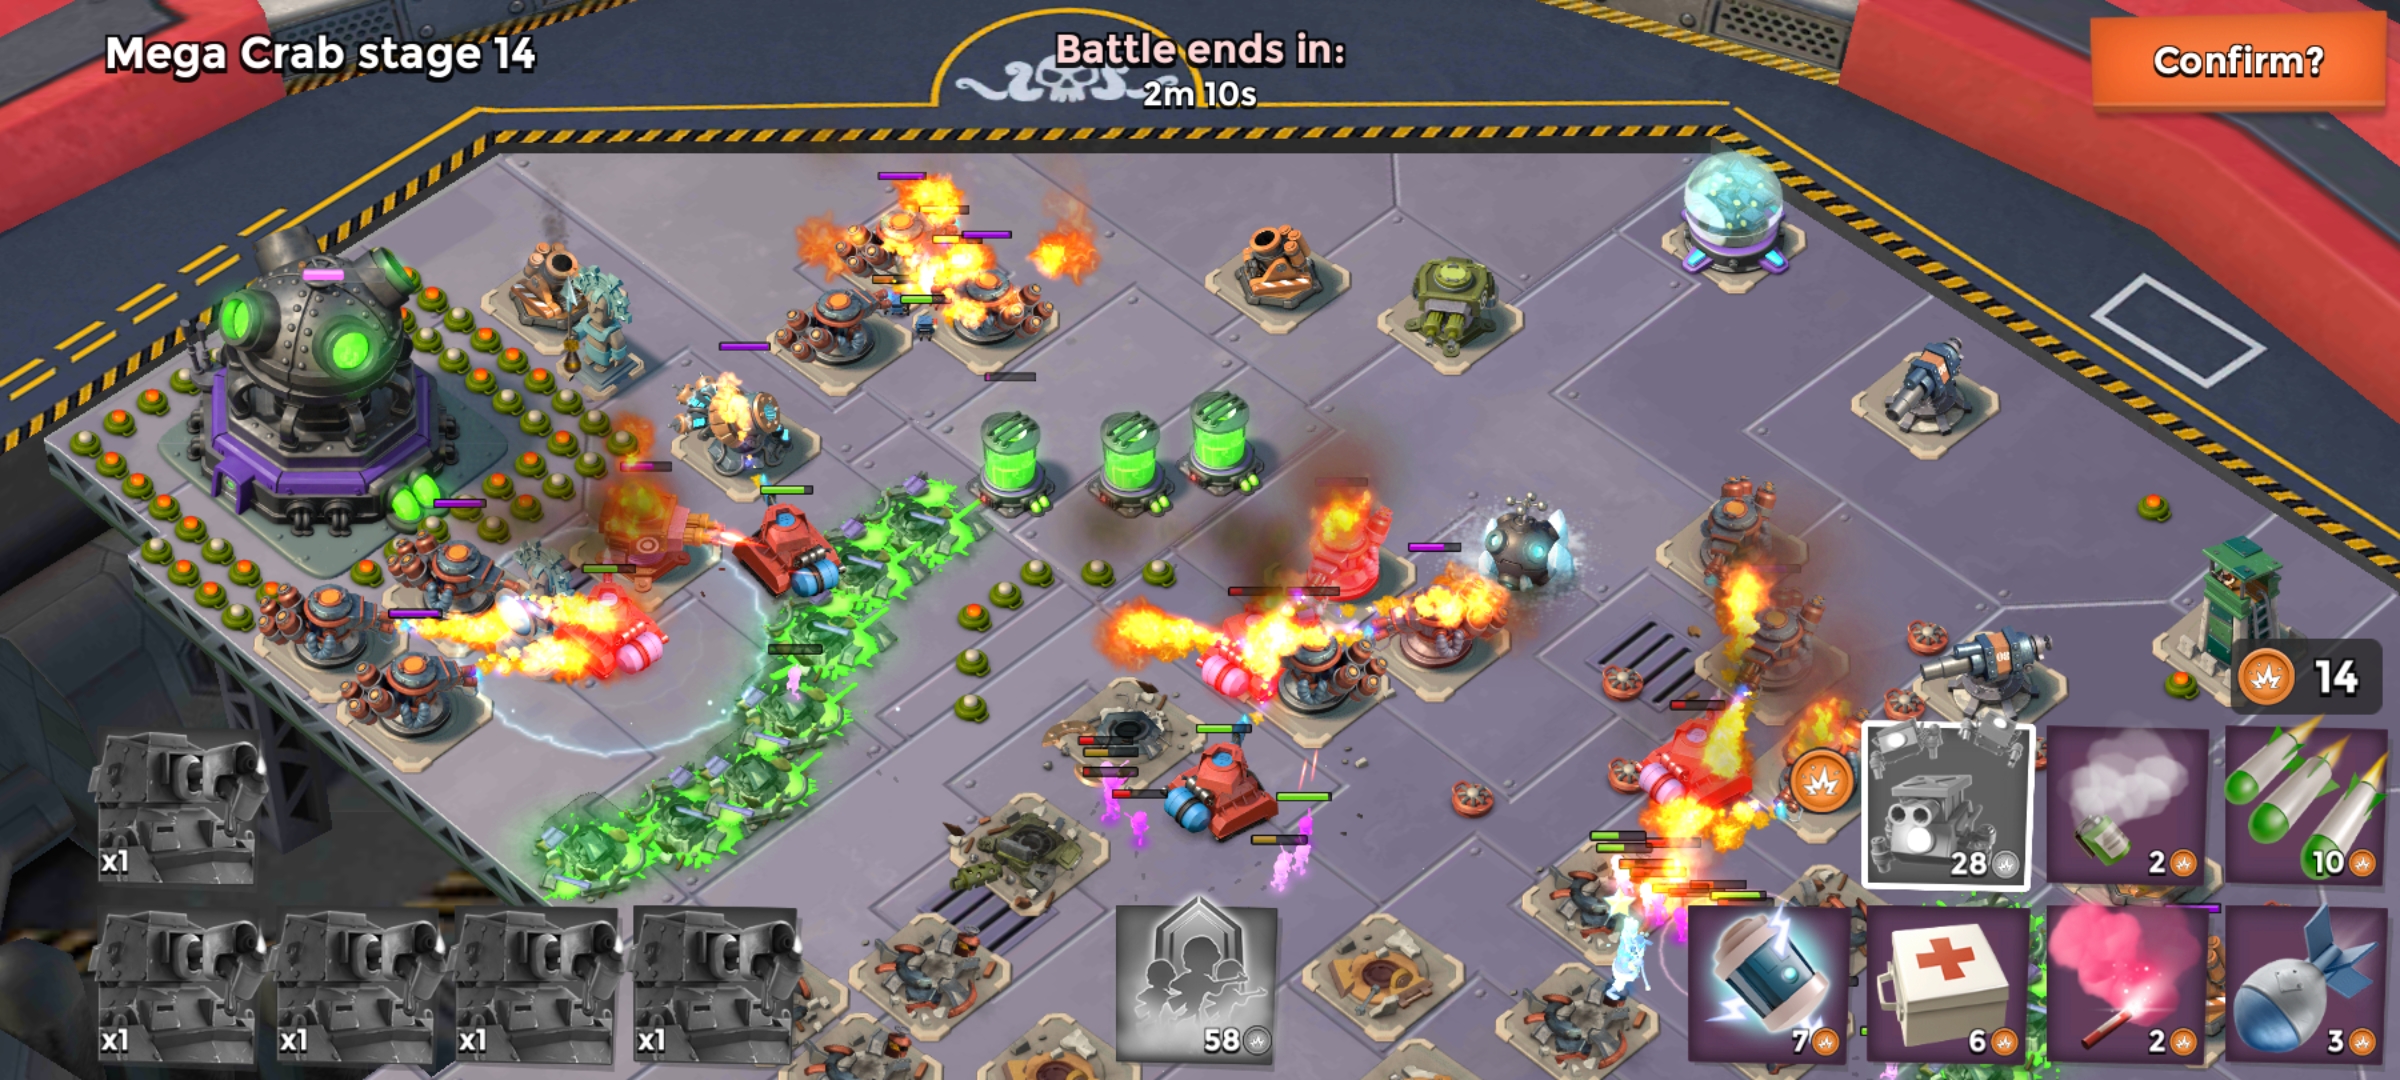 Mega Crab stage 14
Battle ends in:
2m 10s
Confirm?
14
28
2
10
x1
x1
x1
x1
x1
58
7
6
2
3